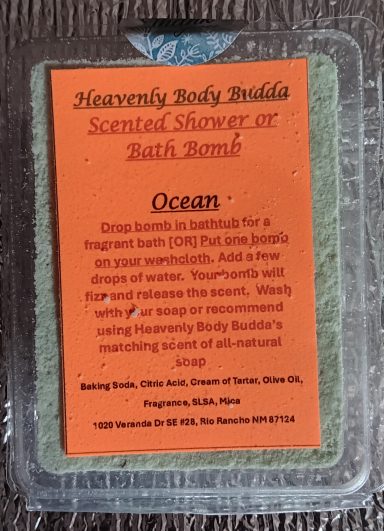 Heavenly Body Budda
Scented Shower or
Bath Bomb
Ocean
Drop bomb in bathtub for a
fragrant bath [OR] Put one bomb
on your washcloth. Add a few
drops of water. Your bomb will
fizz and release the scent. Wash
with your soap or recommend
using Heavenly Body Budda's
matching scent of all-natural
soap
Baking Soda, Citric Acid, Cream of Tartar, Olive Oil,
Fragrance, SLSA, Mica
1020 Veranda Dr SE #28, Rio Rancho NM 87124